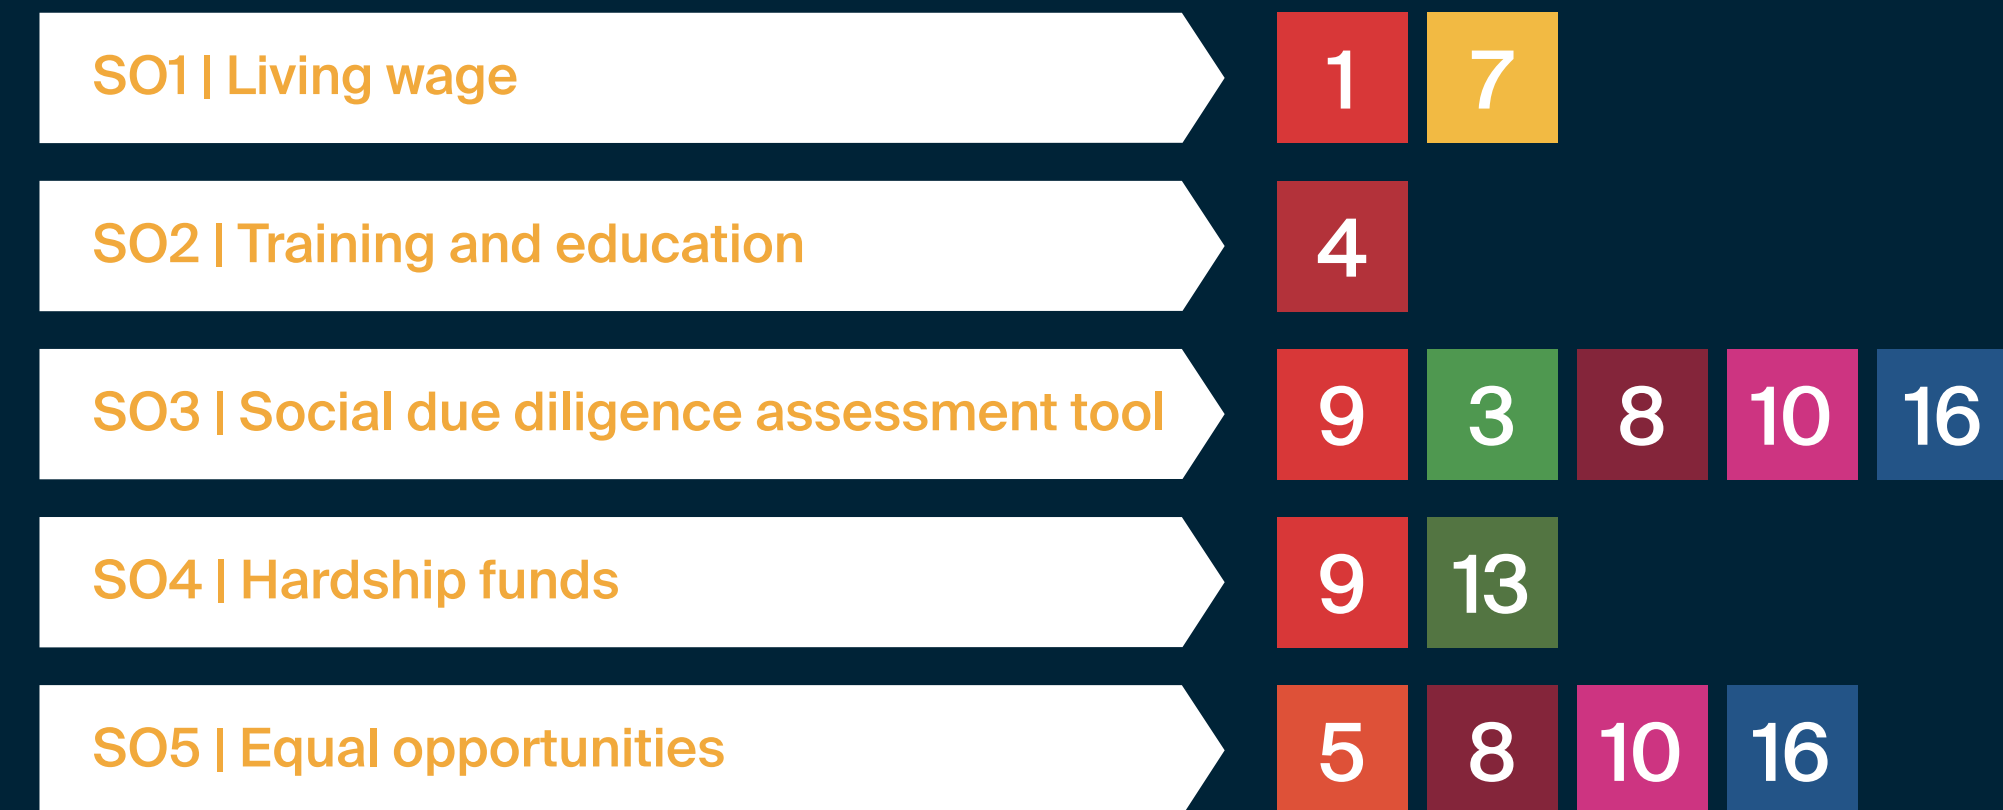 SO1 | Living wage 1 7
SO2 | Training and education 4
SO3 | Social due diligence assessment tool 9 3 8 10 16
SO4 | Hardship funds 9 13
SO5 | Equal opportunities 5 8 10 16